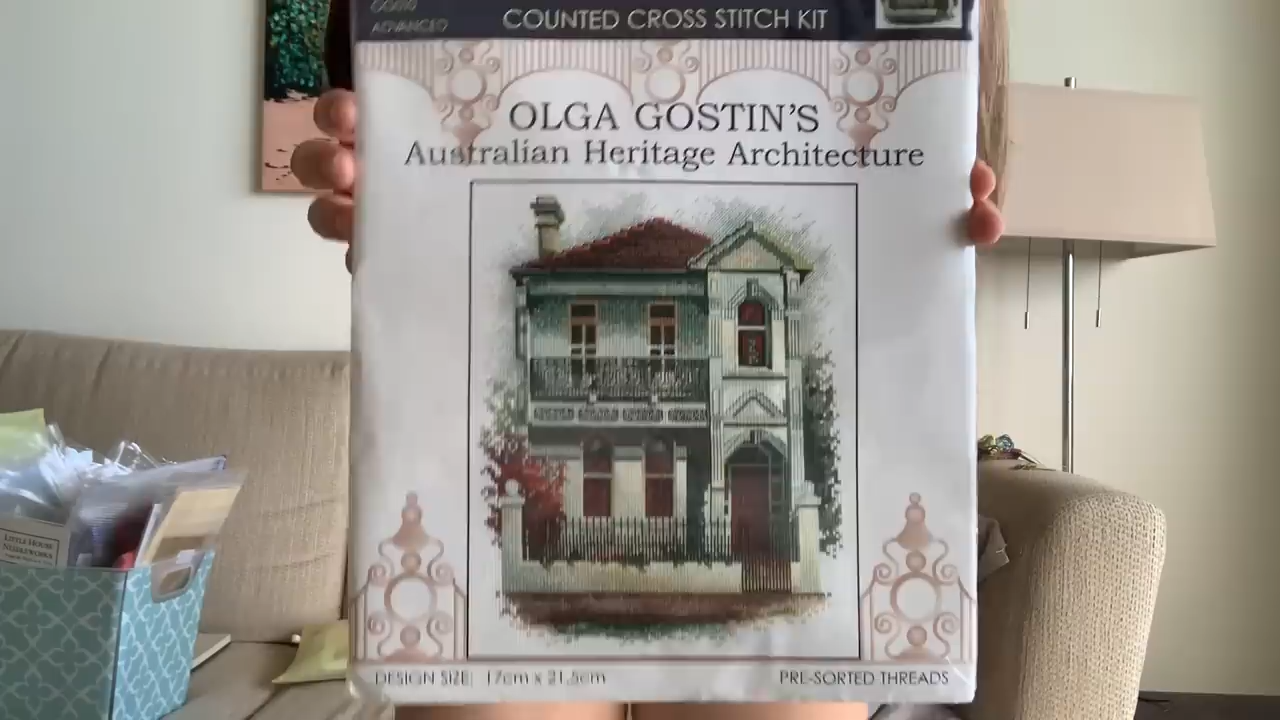 COUNTED CROSS STITCH KIT
ADVANCED
OLGA GOSTIN'S
Australian Heritage Architecture
DESIGN SIZE: 17cm x 21.5cm
PRE-SORTED THREADS
LITTLE HOUSE
NEEDLEWORKS